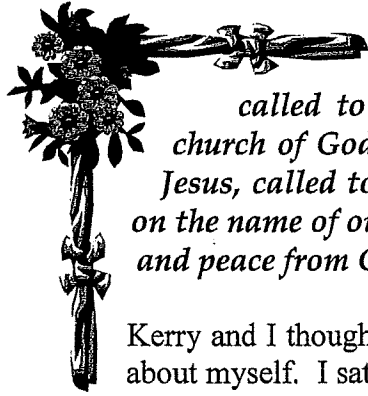 called to
church of God
Jesus, called to
on the name of ou
and peace from G
Kerry and I though
about myself. I sat